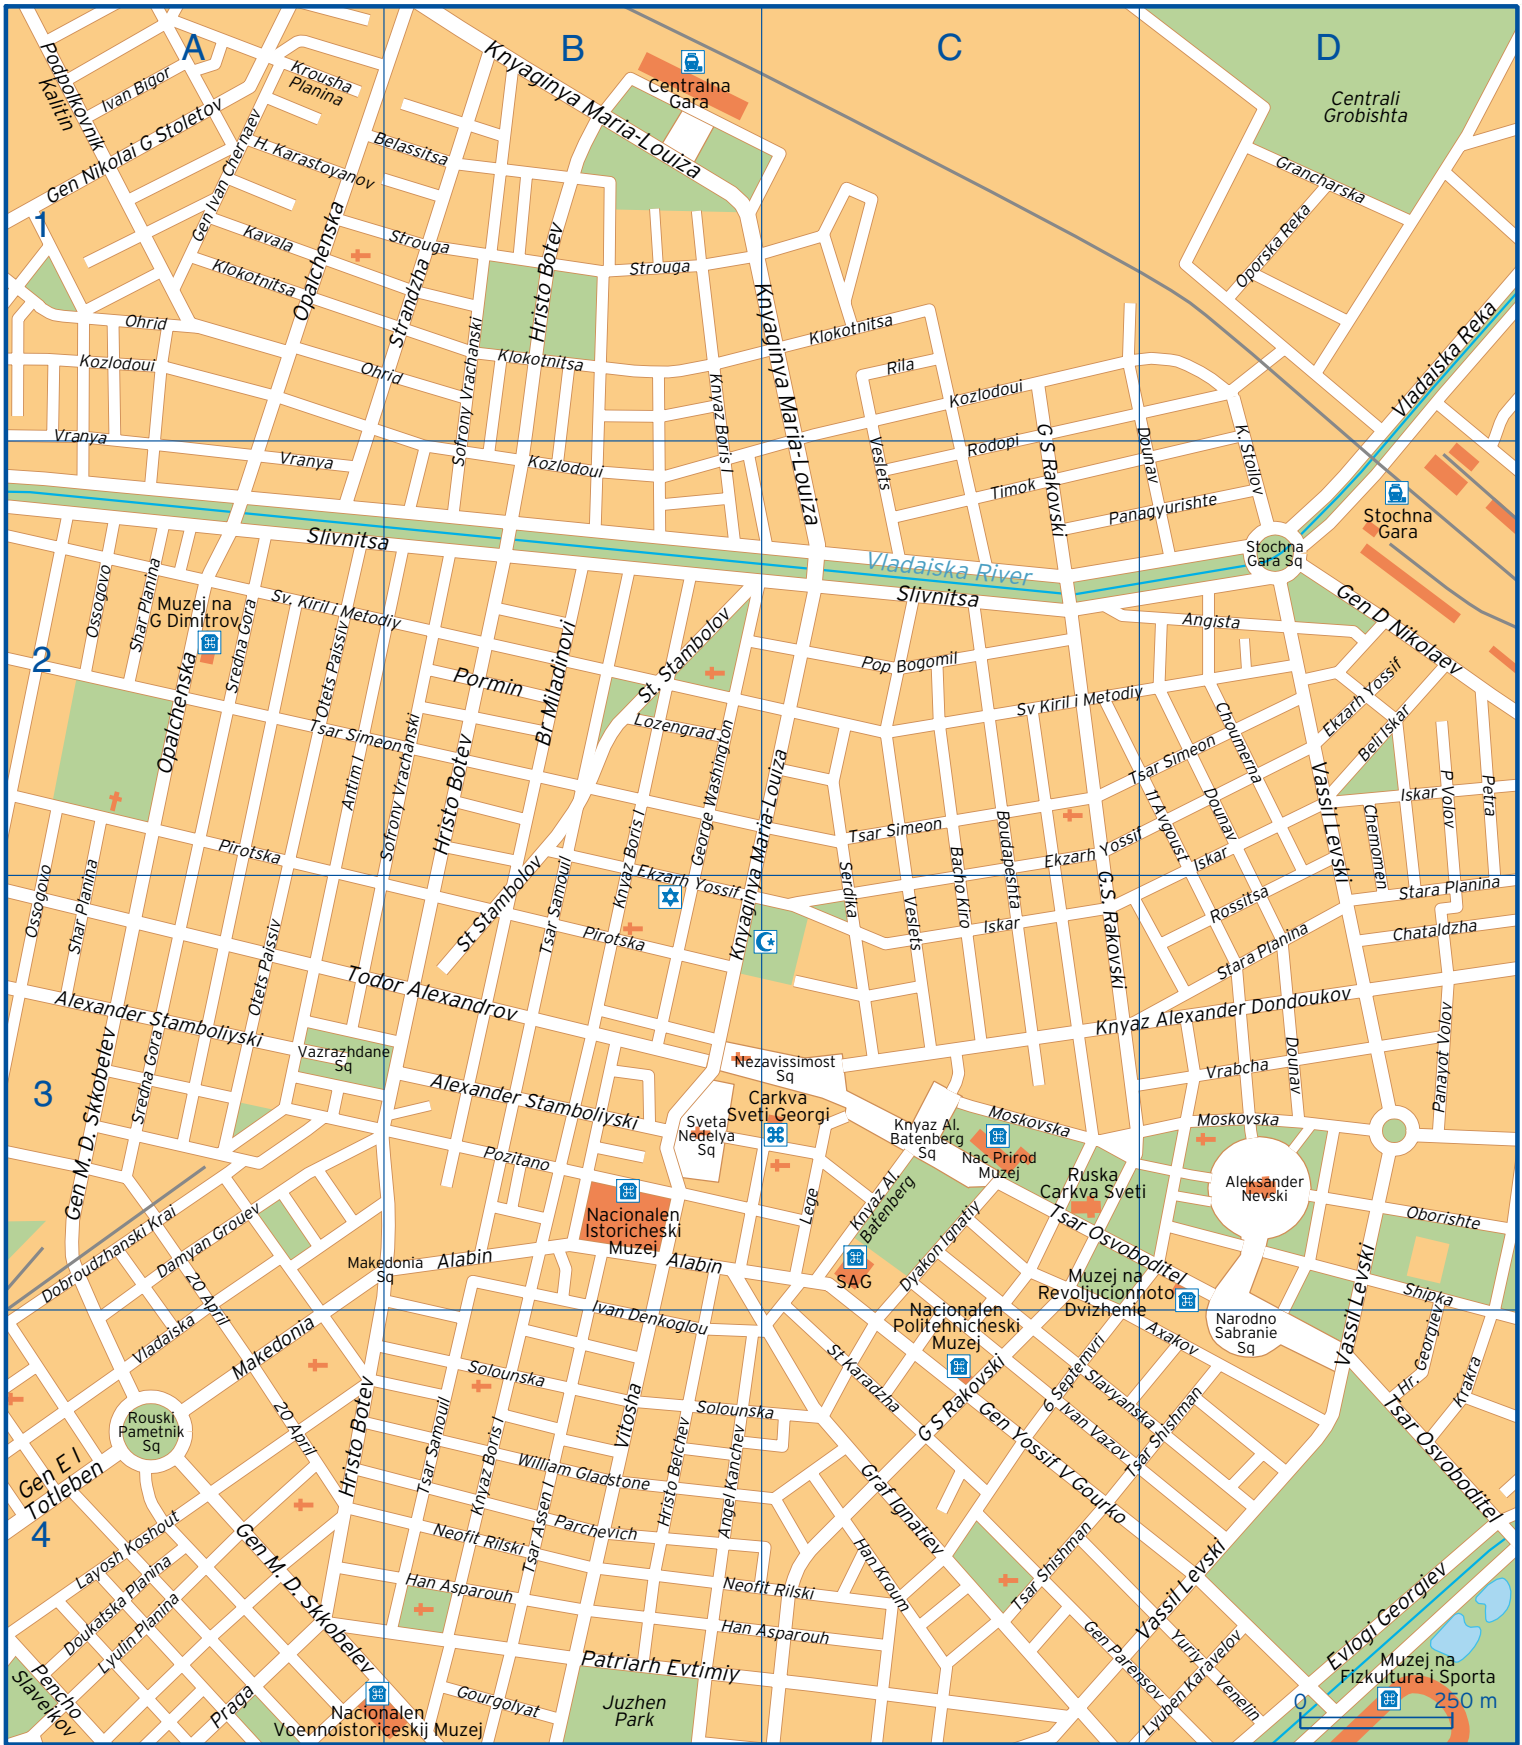 A
B
C
D
1
2
3
4
Podpolkovnik
Kalitin
Ivan Bigor
Krousha
Planina
Gen Nikolai G Stoletov
Gen Ivan Chernaev
H. Karastoyanov
Belassitsa
Knyaginya Maria-Louiza
Centralna
Gara
Centrali
Grobishta
Grancharska
Oporska Reka
Kavala
Klokotnitsa
Opalchenska
Strouga
Strandzha
Hristo Botev
Strouga
Knyaginya Maria-Louiza
Klokotnitsa
Ohrid
Kozlodoui
Ohrid
Sofrony Vrachanski
Klokotnitsa
Knyaz Boris I
Rila
Kozlodoui
Vladaiska Reka
Vranya
Vranya
Kozlodoui
Veslets
Rodopi
G S Rakovski
Timok
Dounav
K. Stoilov
Panagyurishte
Stochna
Gara
Stochna
Gara Sq
Slivnitsa
Vladaiska River
Slivnitsa
Gen D Nikolaev
Ossogovo
Shar Planina
Muzej na
G Dimitrov
Sredna Gora
Sv. Kiril i Metodiy
Otets Paissiy
Opalchenska
Pormin
Br Miladinovi
St. Stambolov
Lozengrad
Pop Bogomil
Sv Kiril i Metodiy
Angista
Ekzarh Yossif
Beli Iskar
Tsar Simeon
Antim I
Sofrony Vrachanski
Hristo Botev
George Washington
Knyaginya Maria-Louiza
Tsar Simeon
Choumerna
Tsar Simeon
11 Avgoust
Dounav
Vassil Levski
Iskar
P Volov
Petra
Chemomen
Pirotska
Knyaz Boris I
Ekzarh Yossif
Boudapeshta
Ekzarh Yossif
Iskar
Ossogovo
Shar Planina
Otets Paissiy
St Stambolov
Tsar Samouil
Pirotska
Serdika
Veslets
Bacho Kiro
Iskar
G.S. Rakovski
Rossitsa
Stara Planina
Stara Planina
Chataldzha
Todor Alexandrov
Alexander Stamboliyski
Gen M. D. Skkobelev
Sredna Gora
Vazrazhdane
Sq
Alexander Stamboliyski
Nezavissimost
Sq
Knyaz Alexander Dondoukov
Vrabcha
Dounav
Panayot Volov
Carkva
Sveti Georgi
Sveta
Nedelya
Sq
Knyaz Al.
Batenberg
Sq
Moskovska
Nac Prirod
Muzej
Moskovska
Ruska
Carkva Sveti
Aleksander
Nevski
Pozitano
Nacionalen
Istoricheski
Muzej
Lege
Knyaz Al.
Batenberg
Dyakon Ignatiy
Tsar Osvoboditel
Oborishte
Dobroudzhanski Krai
Damyan Grouev
20 April
Makedonia
Sq
Alabin
Alabin
SAG
Muzej na
Revoljucionnoto
Dvizhenie
Shipka
Vladaiska
Makedonia
Ivan Denkoglou
Nacionalen
Politehnicheski
Muzej
Axakov
Narodno
Sabranie
Sq
Vassil Levski
Hr. Georgiev
Krakra
Solounska
St Karadzha
G S Rakovski
6 Septemvri
Slavyanska
Ivan Vazov
Tsar Shishman
Tsar Osvoboditel
Rouski
Pametnik
Sq
20 April
Hristo Botev
Tsar Samouil
Knyaz Boris I
Vitosha
Solounska
Gen Yossif V Gourko
Gen E I
Totleben
William Gladstone
Hristo Belchev
Angel Kanchev
Graf Ignatiev
Tsar Assen I
Parchevich
Neofit Rilski
Neofit Rilski
Layosh Koshout
Doukatska Planina
Lyulin Planina
Gen M. D. Skkobelev
Han Asparouh
Han Asparouh
Han Kroum
Tsar Shishman
Vassil Levski
Evlogi Georgiev
Pencho
Slaveikov
Praga
Patriarh Evtimiy
Gourgolyat
Juzhen
Park
Nacionalen
Voennoistoriceskij Muzej
Gen Parensov
Yuriy
Venelin
Lyuben Karavelov
Muzej na
Fizkultura i Sporta
0
250 m